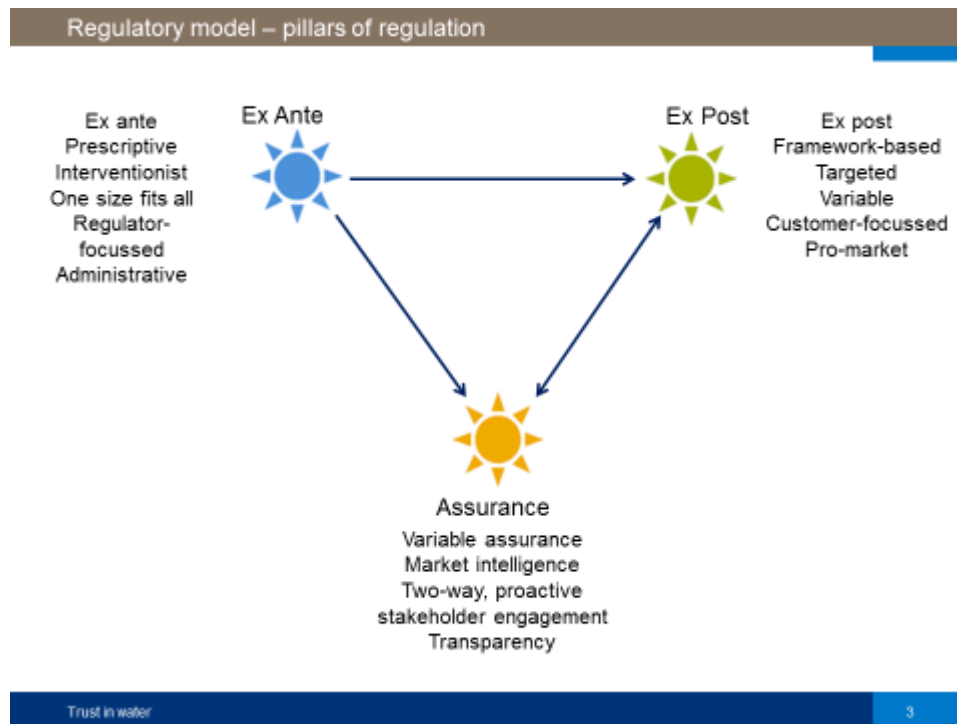 Regulatory model – pillars of regulation
Ex Ante
Ex ante
Prescriptive
Interventionist
One size fits all
Regulator-
focussed
Administrative
Ex Post
Ex post
Framework-based
Targeted
Variable
Customer-focussed
Pro-market
Assurance
Variable assurance
Market intelligence
Two-way, proactive
stakeholder engagement
Transparency
Trust in water
3